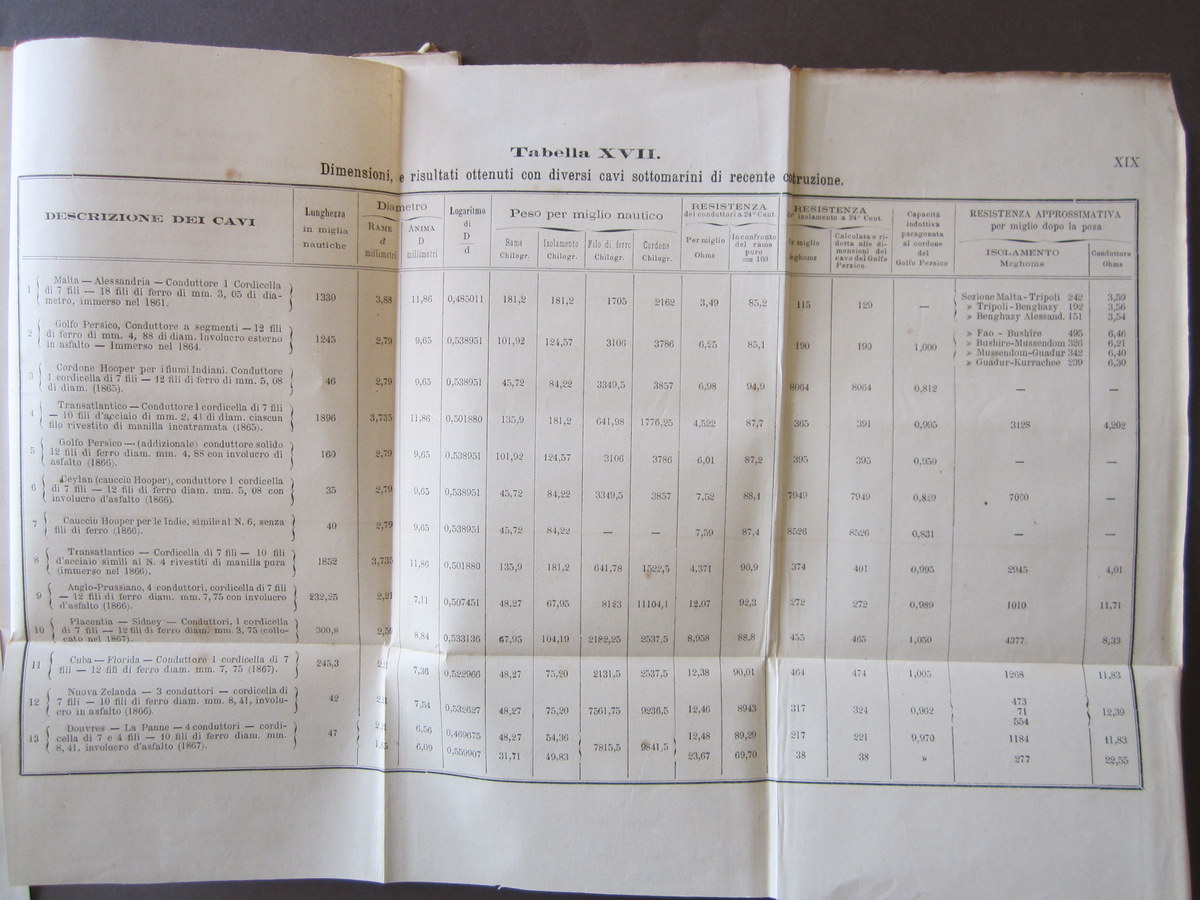 Tabella XVII.
XIX
Dimensioni, e risultati ottenuti con diversi cavi sottomarini di recente costruzione.
DESCRIZIONE DEI CAVI
Lunghezza in miglia nautiche
Diametro
RAME d millimetri
ANIMA D millimetri
Logaritmo di D d
Peso per miglio nautico
Rame Chilogr.
Isolamento Chilogr.
Filo di ferro Chilogr.
Cordone Chilogr.
RESISTENZA dei conduttori a 24° Cent.
Per miglio Ohms
In confronto del rame puro = 100
RESISTENZA isolamento a 24° Cent.
miglio Meghoms
Calcolata e ridotta alle dimensioni del cavo del Golfo Persico.
Capacità induttiva paragonata al cordone del Golfo Persico
RESISTENZA APPROSSIMATIVA per miglio dopo la posa
ISOLAMENTO Meghoms
Conduttore Ohms
1 Malta — Alessandria — Conduttore 1 Cordicella
di 7 fili — 18 fili di ferro di mm. 3, 05 di dia-
metro, immerso nel 1861.
1330 3,88 11,86 0,485011 181,2 181,2 1705 2162 3,49 85,2 115 129 —
Sezione Malta-Tripoli 242 3,59
» Tripoli-Benghazy 192 3,56
» Benghazy Alessand. 151 3,54
2 Golfo Persico, Conduttore a segmenti — 12 fili
di ferro di mm. 4, 88 di diam. Involucro esterno
in asfalto — Immerso nel 1864.
1245 2,79 9,65 0,538951 101,92 124,57 3106 3786 6,25 85,1 190 190 1,000
» Fao - Bushire 495 6,46
» Bushire-Mussendom 326 6,21
» Mussendom-Guadur 342 6,40
» Guadur-Kurrachee 239 6,30
3 Cordone Hooper per i fiumi Indiani. Conduttore
1 cordicella di 7 fili — 12 fili di ferro di mm. 5, 08
di diam. (1865).
46 2,79 9,65 0,538951 45,72 84,22 3349,5 3857 6,98 94,9 8064 8064 0,812 — —
4 Transatlantico — Conduttore 1 cordicella di 7 fili
— 10 fili d'acciaio di mm. 2, 41 di diam. ciascun
filo rivestito di manilla incatramata (1865).
1896 3,735 11,86 0,501880 135,9 181,2 641,98 1776,25 4,522 87,7 365 391 0,995 3128 4,202
5 Golfo Persico — (addizionale) conduttore solido
12 fili di ferro diam. mm. 4, 88 con involucro di
asfalto (1866).
160 2,79 9,65 0,538951 101,92 124,57 3106 3786 6,01 87,2 395 395 0,950 — —
6 Ceylan (cauccìù Hooper), conduttore 1 cordicella
di 7 fili — 12 fili di ferro diam. mm. 5, 08 con
involucro d'asfalto (1866).
35 2,79 9,65 0,538951 45,72 84,22 3349,5 3857 7,52 88,4 7949 7949 0,829 7000 —
7 Cauccìù Hooper per le Indie, simile al N. 6, senza
fili di ferro (1866).
40 2,79 9,65 0,538951 45,72 84,22 — — 7,59 87,4 8526 8526 0,831 — —
8 Transatlantico — Cordicella di 7 fili — 10 fili
d'acciaio simili al N. 4 rivestiti di manilla pura
(immerso nel 1866).
1852 3,735 11,86 0,501880 135,9 181,2 641,78 1522,5 4,371 90,9 374 401 0,995 2945 4,01
9 Anglo-Prussiano, 4 conduttori, cordicella di 7 fili
— 12 fili di ferro diam. mm. 7, 75 con involucro
d'asfalto (1866).
232,25 2,21 7,11 0,507451 48,27 67,95 8123 11104,1 12,07 92,3 272 272 0,989 1010 11,71
10 Placentia — Sidney — Conduttori, 1 cordicella
di 7 fili — 12 fili di ferro diam. mm. 3, 75 (collo-
cato nel 1867).
300,8 8,84 0,533136 67,95 104,19 2182,25 2537,5 8,958 88,8 455 465 1,050 4377 8,33
11 Cuba — Florida — Conduttore 1 cordicella di 7
fili — 12 fili di ferro diam. mm. 7, 75 (1867).
245,3 7,36 0,522966 48,27 75,20 2131,5 2537,5 12,38 90,01 464 474 1,005 1268 11,83
12 Nuova Zelanda — 3 conduttori — cordicella di
7 fili — 10 fili di ferro diam. mm. 8, 41, involu-
cro in asfalto (1866).
42 7,54 0,532627 48,27 75,20 7561,75 9236,5 12,46 8943 317 324 0,962
473
71
554
12,39
13 Douvres — La Panne — 4 conduttori — cordi-
cella di 7 e 4 fili — 10 fili di ferro diam. mm.
8, 41. involucro d'asfalto (1867).
47 6,56 0,469675 48,27 54,36 7815,5 9841,5 12,48 89,29 217 221 9,970 1184 11,83
6,09 0,559907 31,71 49,83 23,67 69,70 38 38 » 277 22,55